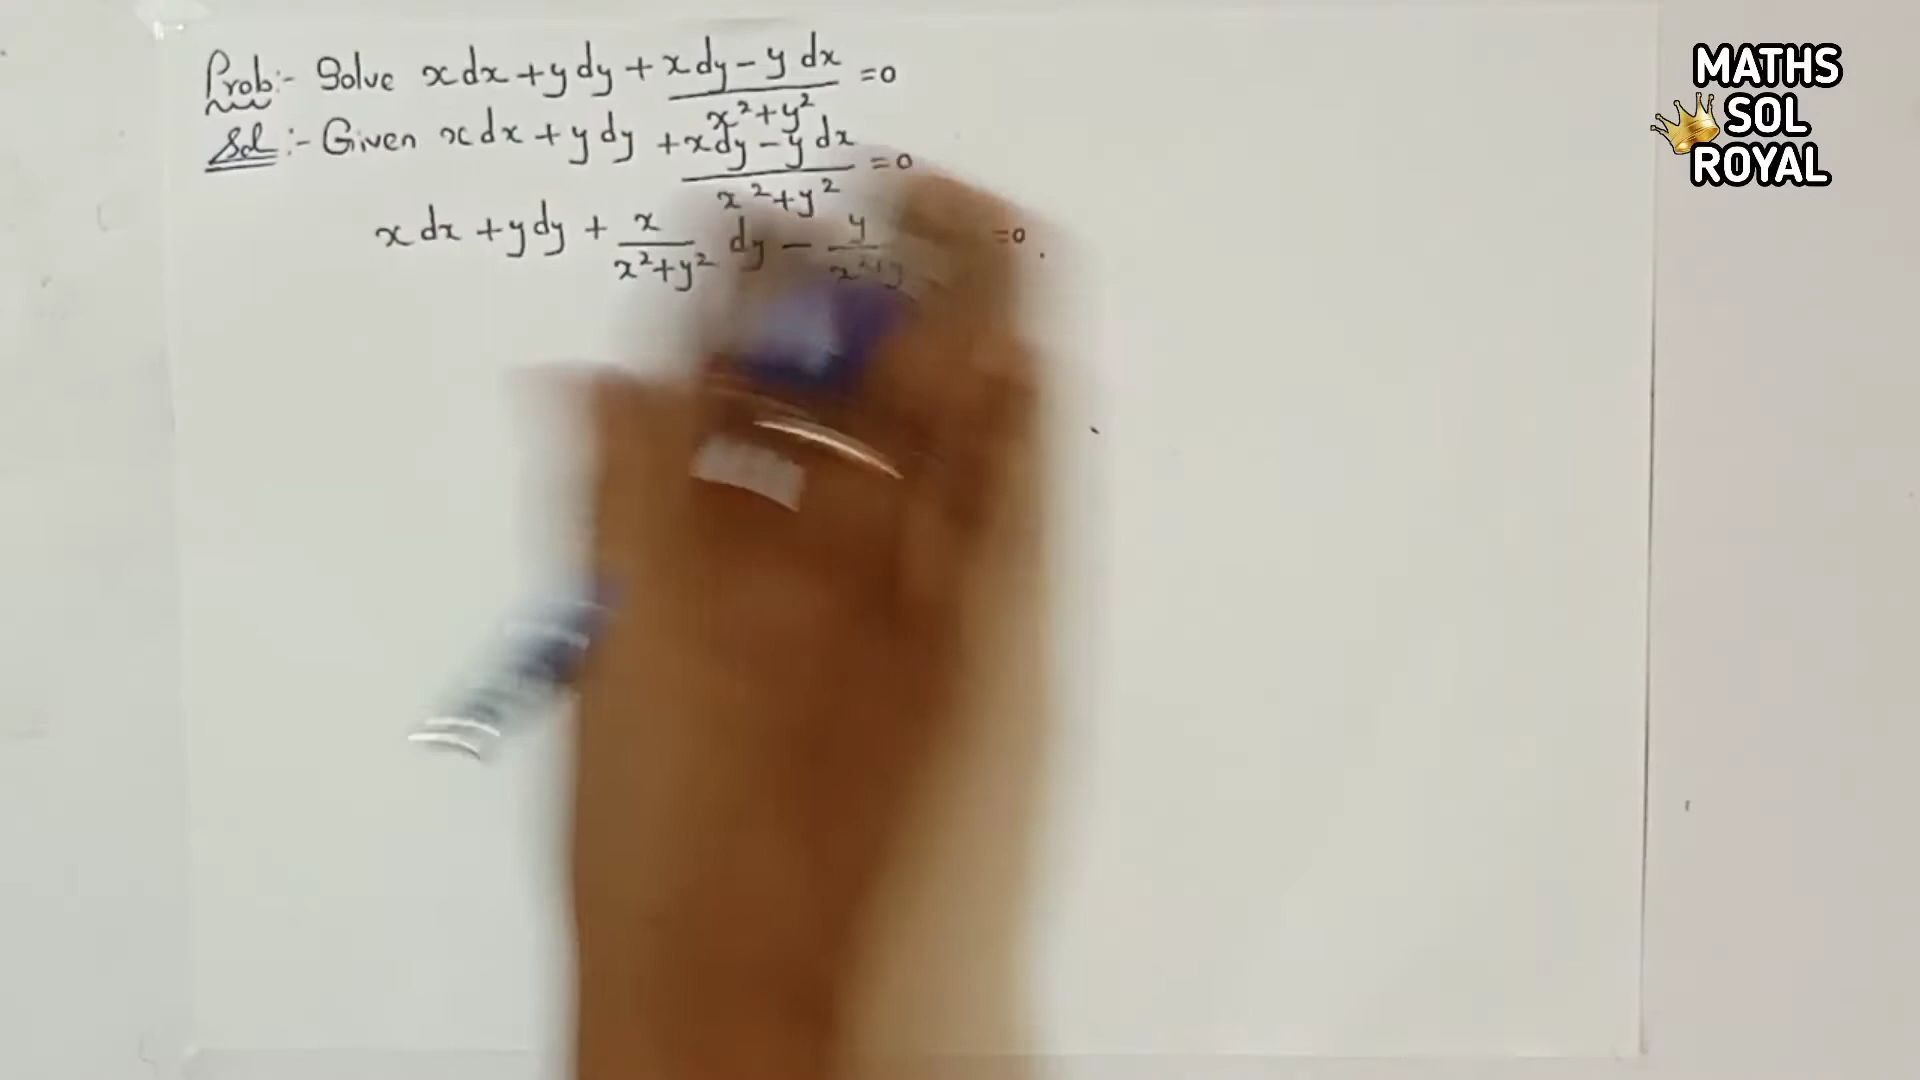 Prob:- Solve x dx + y dy + x dy - y dx / x² + y² = 0
Sol:- Given x dx + y dy + x dy - y dx / x² + y² = 0
x dx + y dy + x / x² + y² dy - y / x² + y = 0.
MATHS
SOL
ROYAL